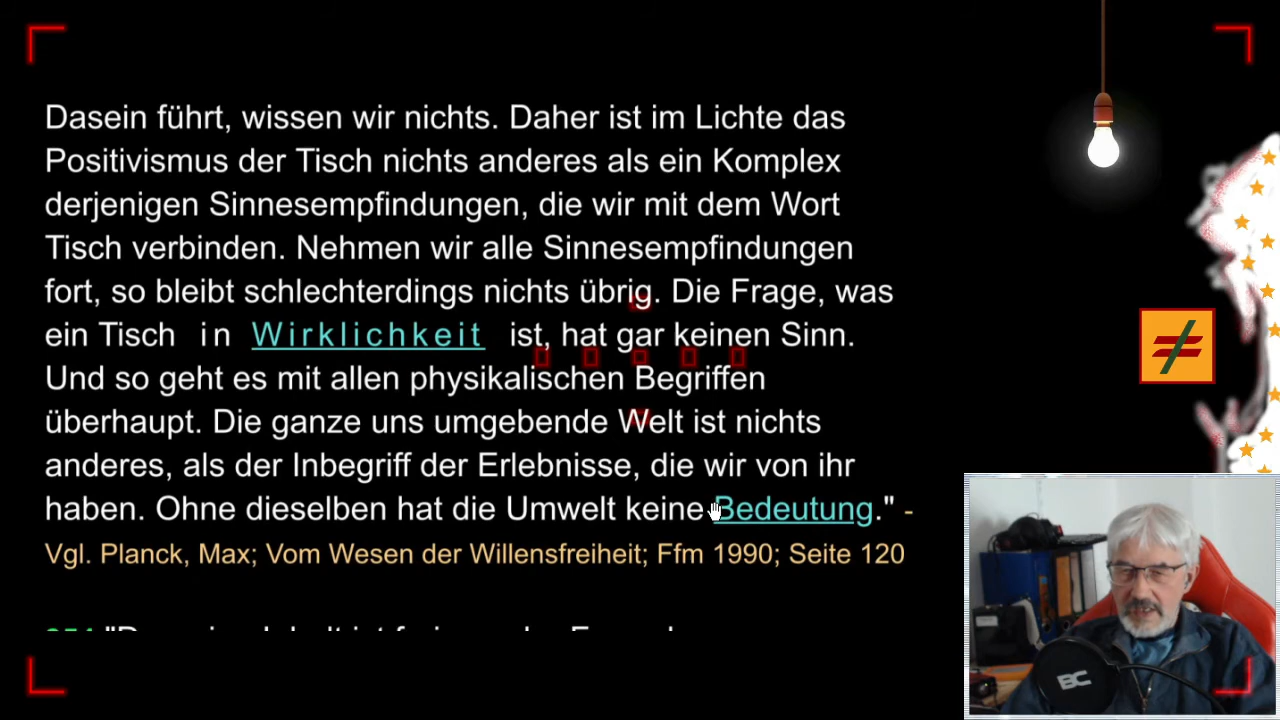 Dasein führt, wissen wir nichts. Daher ist im Lichte das
Positivismus der Tisch nichts anderes als ein Komplex
derjenigen Sinnesempfindungen, die wir mit dem Wort
Tisch verbinden. Nehmen wir alle Sinnesempfindungen
fort, so bleibt schlechterdings nichts übrig. Die Frage, was
ein Tisch in Wirklichkeit ist, hat gar keinen Sinn.
Und so geht es mit allen physikalischen Begriffen
überhaupt. Die ganze uns umgebende Welt ist nichts
anderes, als der Inbegriff der Erlebnisse, die wir von ihr
haben. Ohne dieselben hat die Umwelt keine Bedeutung." -
Vgl. Planck, Max; Vom Wesen der Willensfreiheit; Ffm 1990; Seite 120
BC